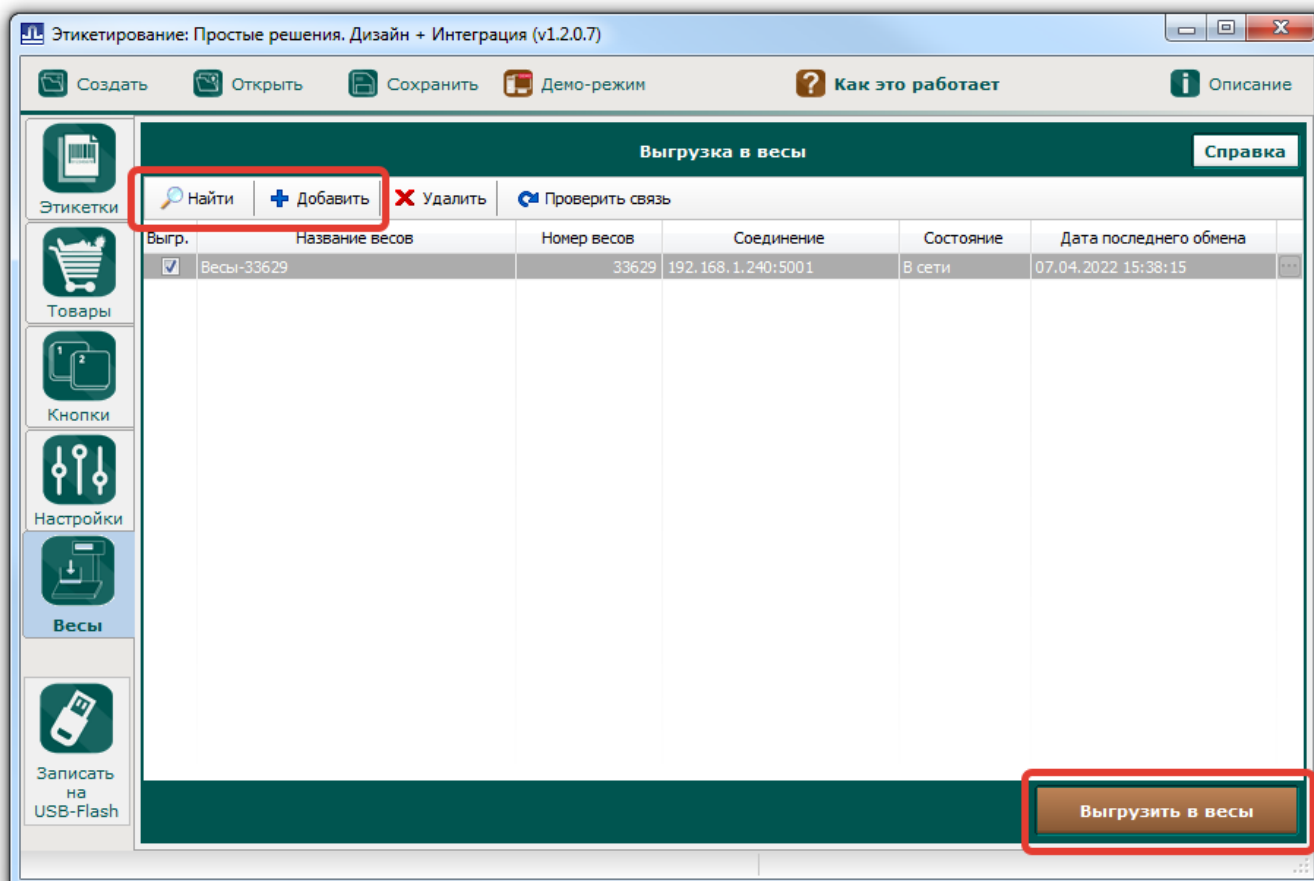 Этикетирование: Простые решения. Дизайн + Интеграция (v1.2.0.7)
Создать Открыть Сохранить Демо-режим ? Как это работает i Описание
Этикетки
Товары
1 2
Кнопки
Настройки
Весы
Записать
на
USB-Flash
Выгрузка в весы Справка
Найти Добавить Удалить Проверить связь
Выгр. Название весов Номер весов Соединение Состояние Дата последнего обмена
Весы-33629 33629 192.168.1.240:5001 В сети 07.04.2022 15:38:15 ...
Выгрузить в весы